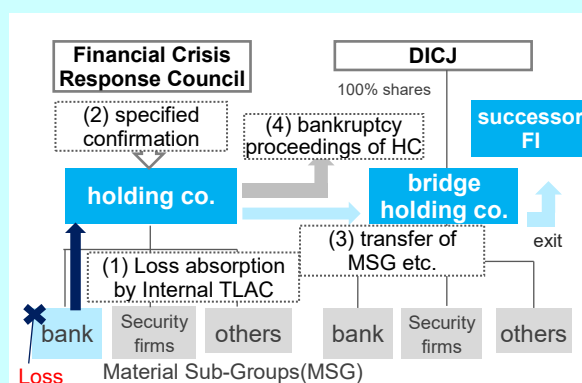 Financial Crisis
Response Council
DICJ
100% shares
(2) specified
confirmation
(4) bankruptcy
proceedings of HC
successor
FI
holding co.
bridge
holding co.
exit
(3) transfer of
MSG etc.
(1) Loss absorption
by Internal TLAC
bank
Security
firms
others
bank
Security
firms
others
Loss
Material Sub-Groups(MSG)